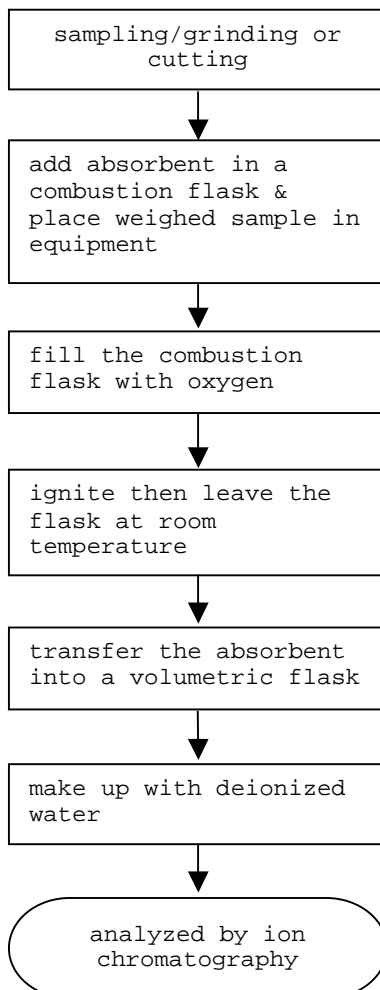 sampling/grinding or
cutting
add absorbent in a
combustion flask &
place weighed sample in
equipment
fill the combustion
flask with oxygen
ignite then leave the
flask at room
temperature
transfer the absorbent
into a volumetric flask
make up with deionized
water
analyzed by ion
chromatography